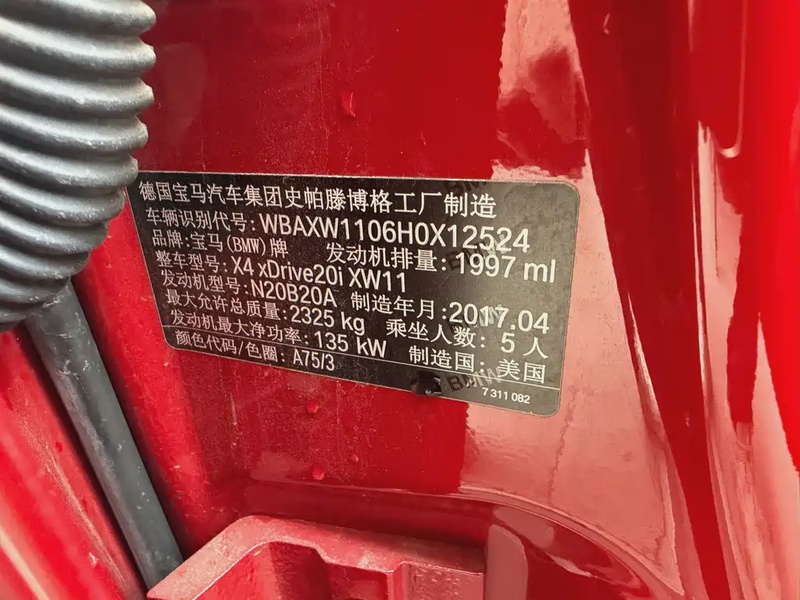 德国宝马汽车集团史帕滕博格工厂制造
车辆识别代号: WBAXW1106H0X12524
品牌: 宝马(BMW)牌 发动机排量: 1997 ml
整车型号: X4 xDrive20i XW11
发动机型号: N20B20A 制造年月: 2017.04
最大允许总质量: 2325 kg 乘坐人数: 5 人
发动机最大净功率: 135 kW 制造国: 美国
颜色代码/色圈: A75/3
7 311 082
BMW